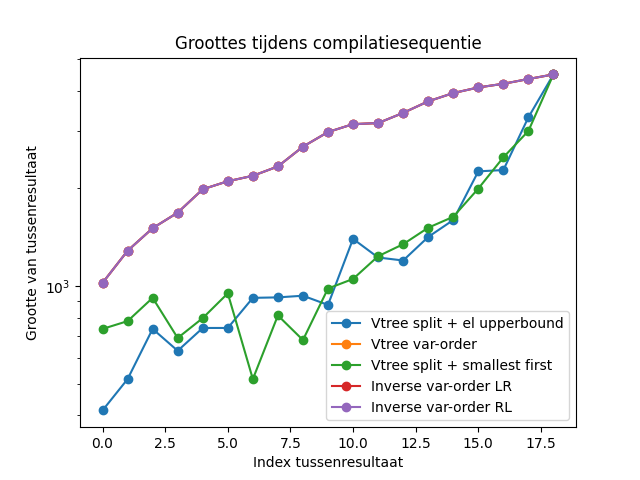 Groottes tijdens compilatiesequentie
Grootte van tussenresultaat
10³
Vtree split + el upperbound
Vtree var-order
Vtree split + smallest first
Inverse var-order LR
Inverse var-order RL
0.0 2.5 5.0 7.5 10.0 12.5 15.0 17.5
Index tussenresultaat